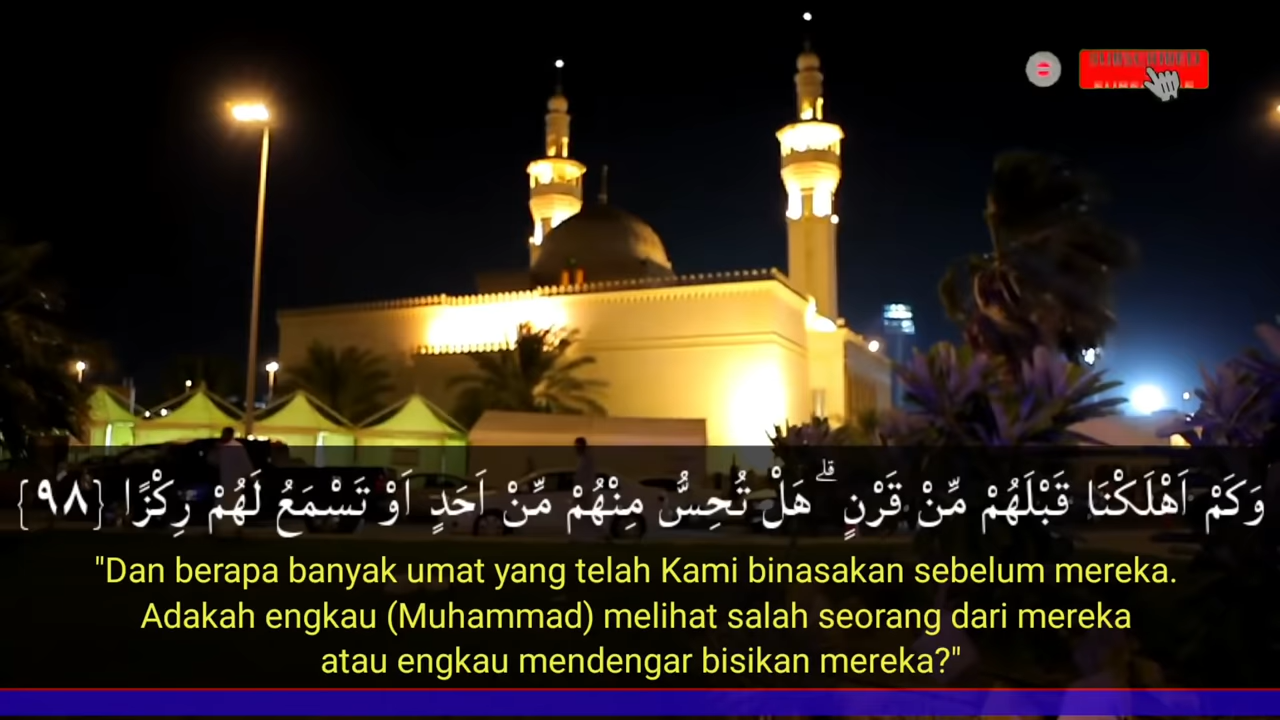 وَكَمْ اَهْلَكْنَا قَبْلَهُمْ مِّنْ قَرْنٍۗ هَلْ تُحِسُّ مِنْهُمْ مِّنْ اَحَدٍ اَوْ تَسْمَعُ لَهُمْ رِكْزًا {٩٨}
"Dan berapa banyak umat yang telah Kami binasakan sebelum mereka.
Adakah engkau (Muhammad) melihat salah seorang dari mereka
atau engkau mendengar bisikan mereka?"